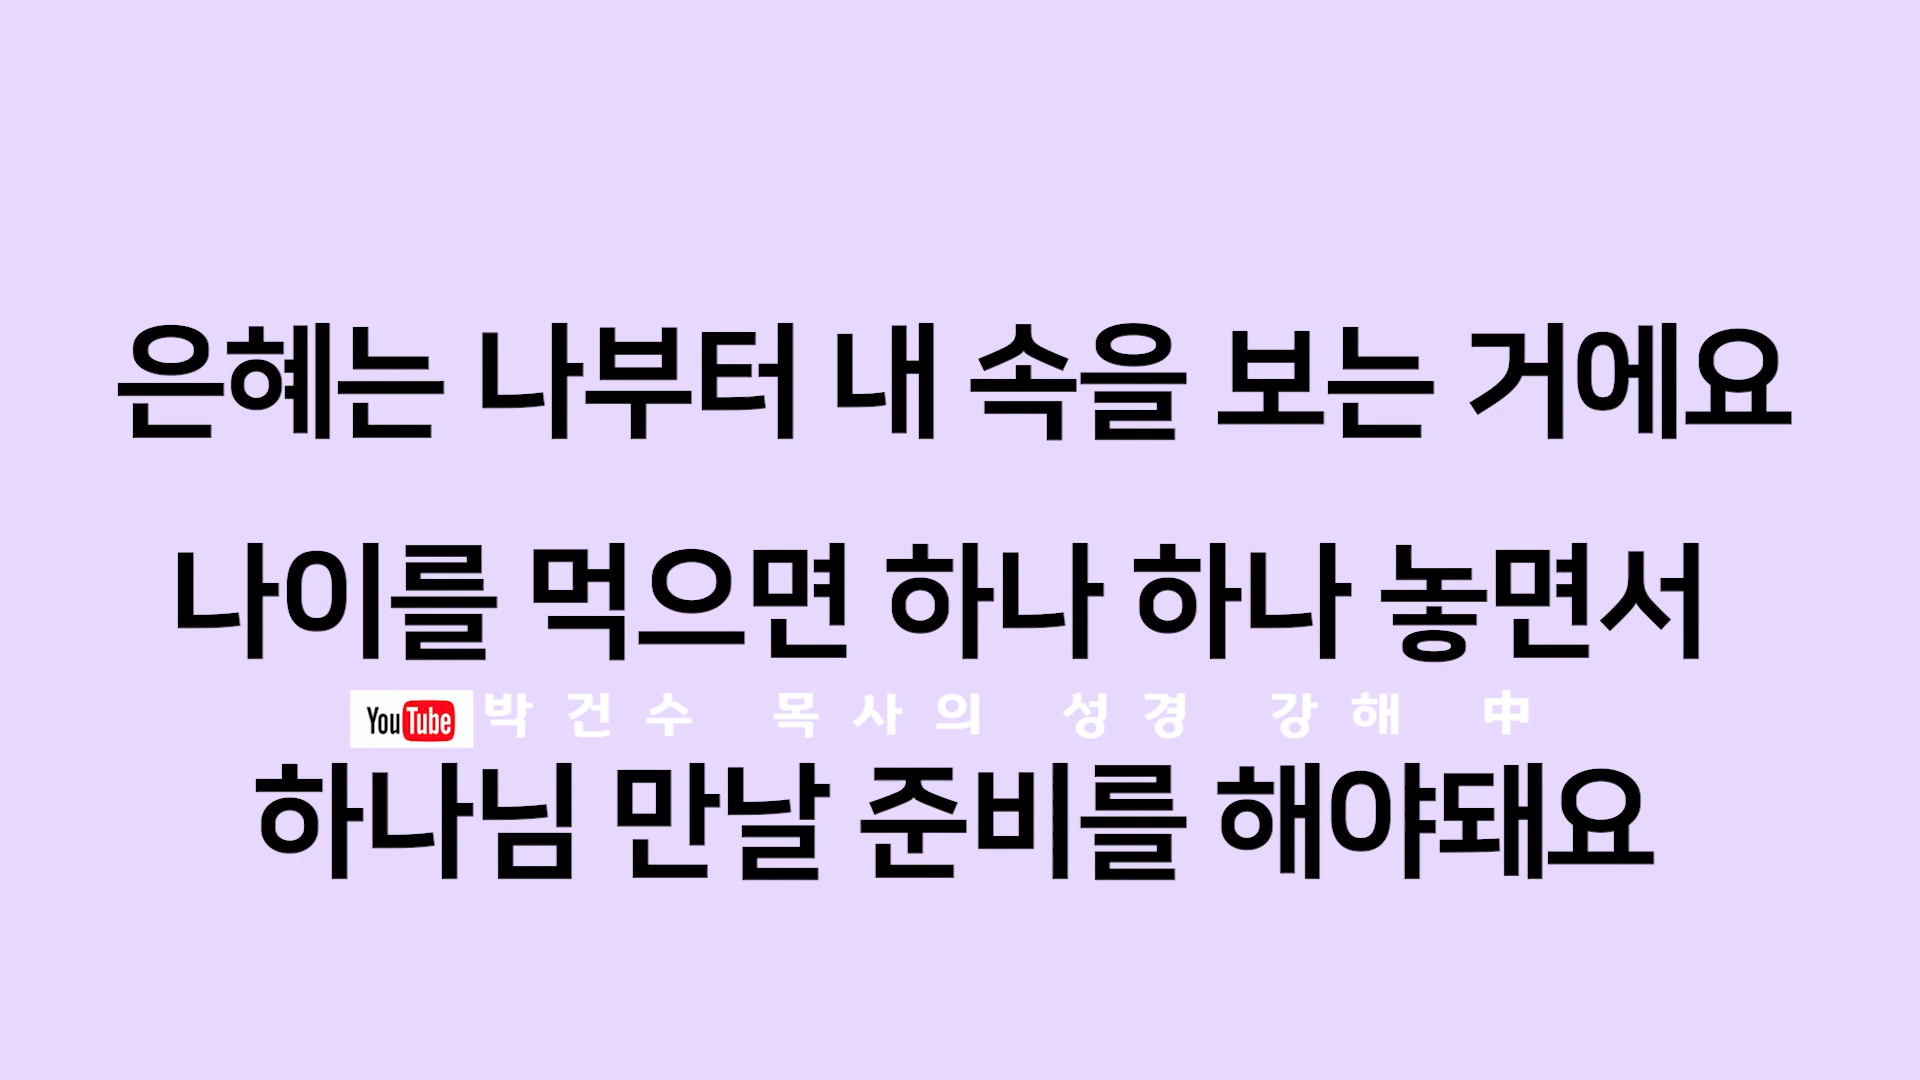 은혜는 나부터 내 속을 보는 거에요
나이를 먹으면 하나 하나 놓면서
YouTube 박건수 목사의 성경 강해 中
하나님 만날 준비를 해야돼요